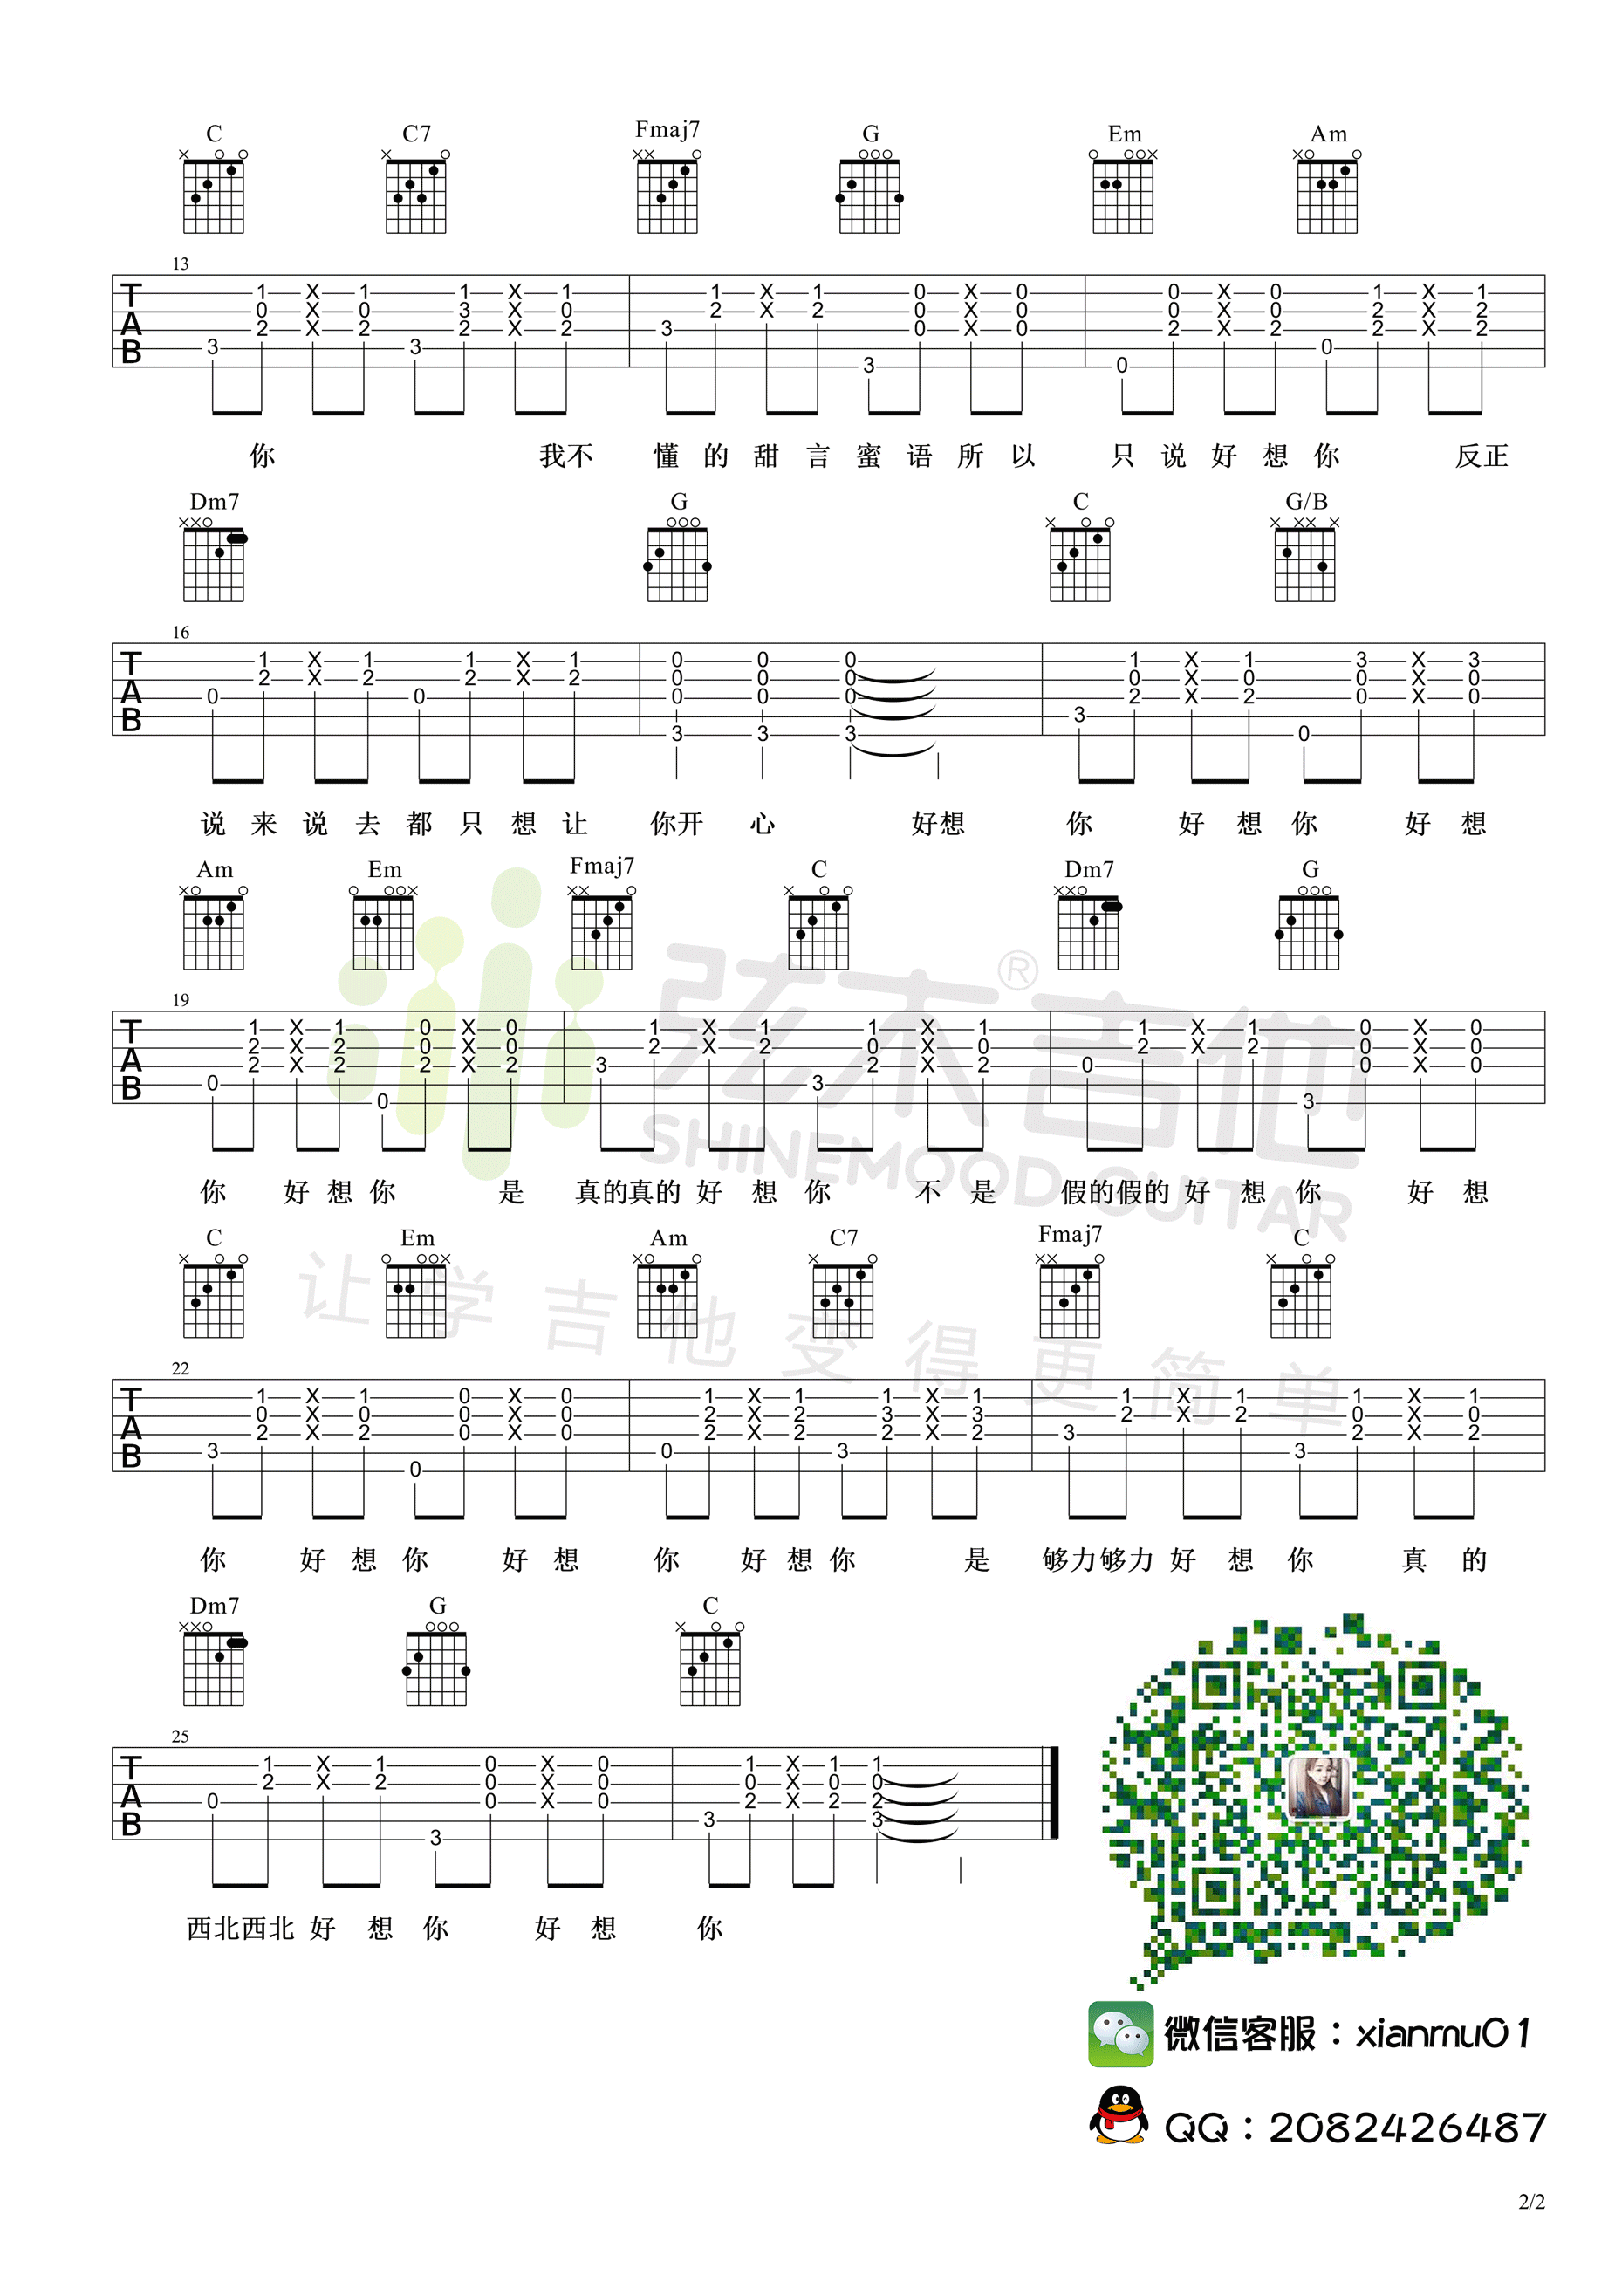 C C7 Fmaj7 G Em Am
13
你 我不 懂 的 甜 言 蜜 语 所 以 只 说 好 想 你 反正
Dm7 G C G/B
16
说 来 说 去 都 只 想 让 你开 心 好想 你 好 想 你 好 想
Am Em Fmaj7 C Dm7 G
19
你 好 想 你 是 真的真的 好 想 你 不 是 假的假的 好 想 你 好 想
C Em Am C7 Fmaj7 C
22
你 好 想 你 好 想 你 好 想 你 是 够力够力 好 想 你 真 的
Dm7 G C
25
西北西北 好 想 你 好 想 你
弦木吉他®
SHINEMOOD GUITAR
让学吉他变得更简单
微信客服：xianmu01
QQ：2082426487
2/2